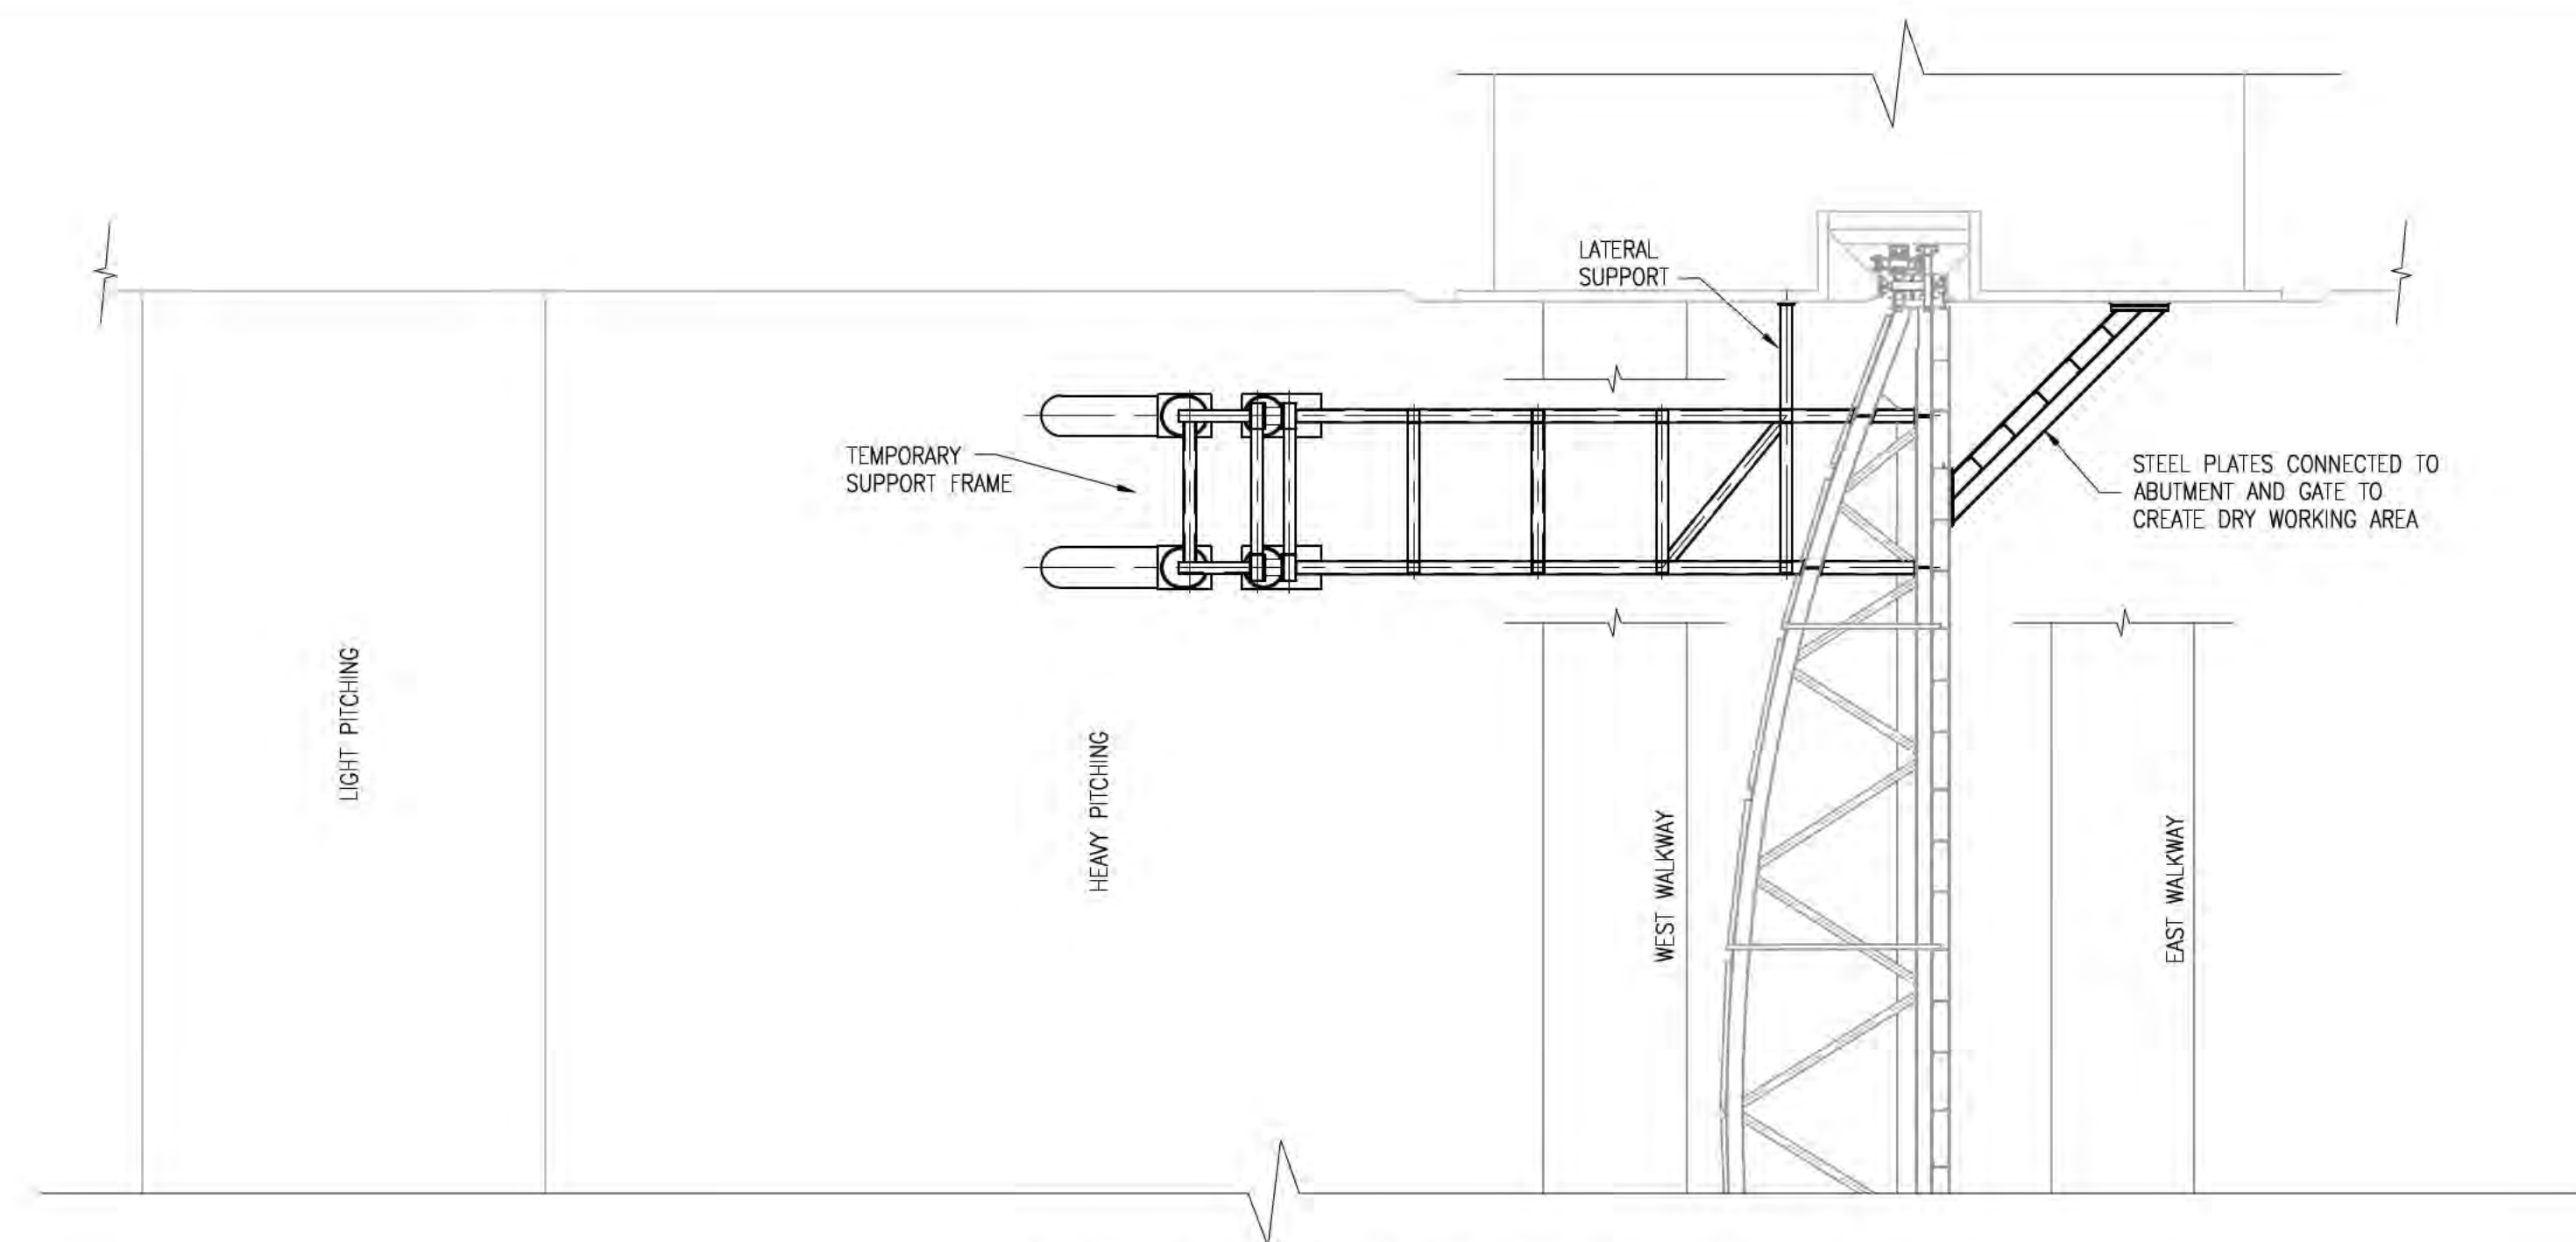 LATERAL
SUPPORT
TEMPORARY
SUPPORT FRAME
STEEL PLATES CONNECTED TO
ABUTMENT AND GATE TO
CREATE DRY WORKING AREA
LIGHT PITCHING
HEAVY PITCHING
WEST WALKWAY
EAST WALKWAY